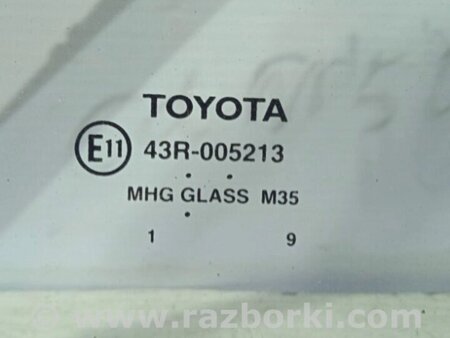 TOYOTA
E11 43R-005213
MHG GLASS M35
1 9
© www.razborki.com